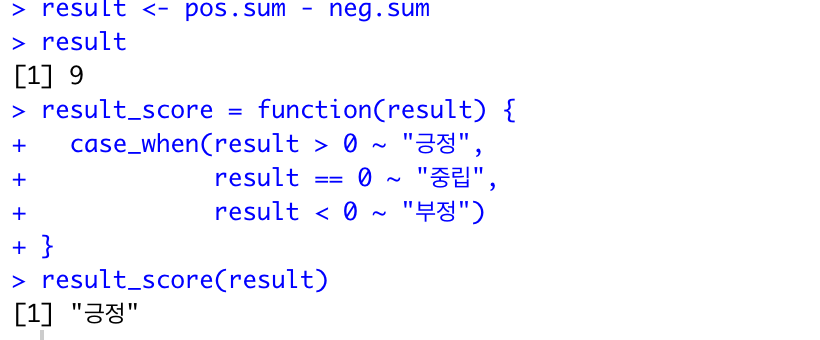 > result <- pos.sum - neg.sum
> result
[1] 9
> result_score = function(result) {
+   case_when(result > 0 ~ "긍정",
+             result == 0 ~ "중립",
+             result < 0 ~ "부정")
+ }
> result_score(result)
[1] "긍정"